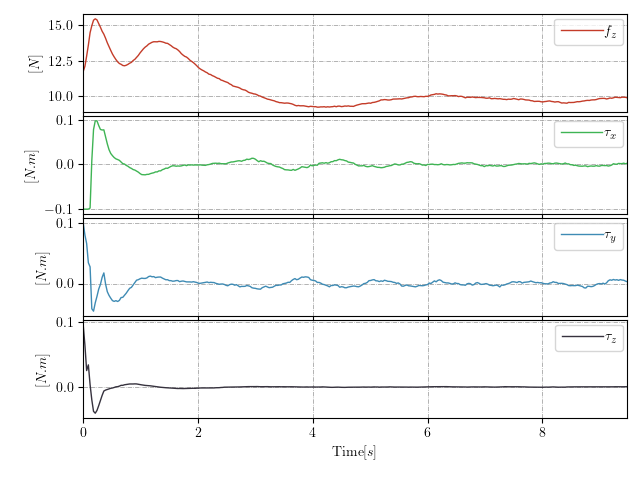 15.0
12.5
10.0
[N]
f_z
0.1
0.0
−0.1
[N.m]
τ_x
0.1
0.0
[N.m]
τ_y
0.1
0.0
[N.m]
τ_z
0 2 4 6 8
Time[s]